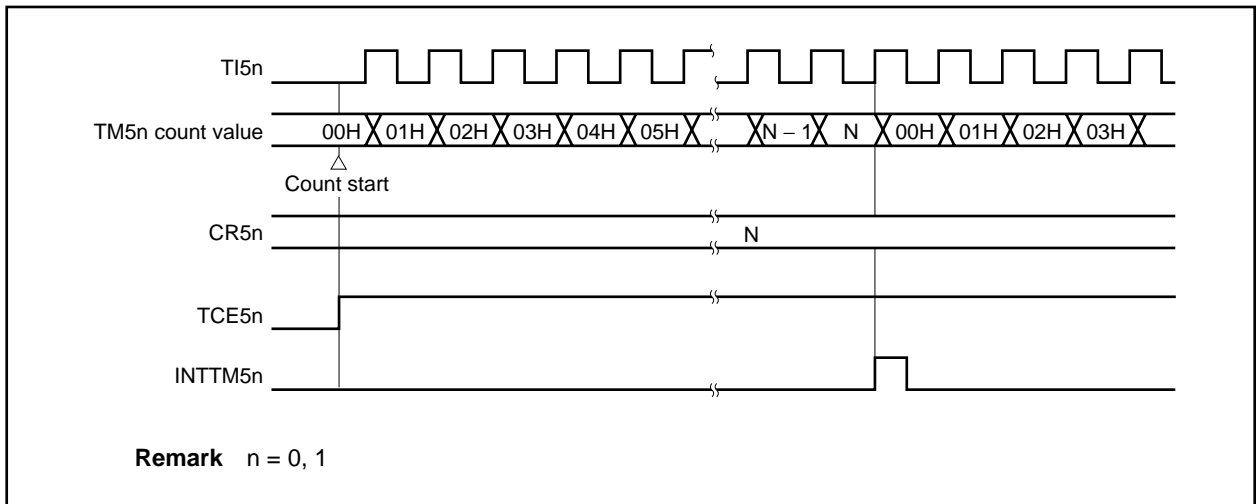 TI5n
TM5n count value 00H 01H 02H 03H 04H 05H N – 1 N 00H 01H 02H 03H
Count start
CR5n N
TCE5n
INTTM5n
Remark n = 0, 1